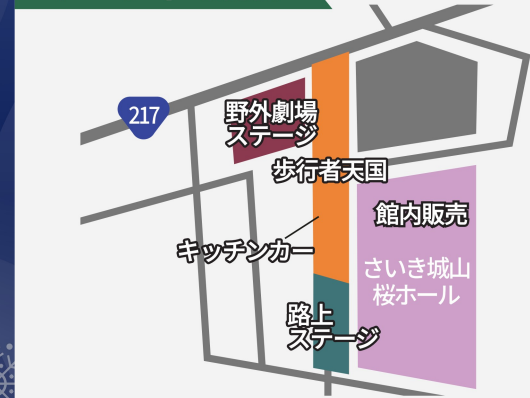 217
野外劇場
ステージ
歩行者天国
館内販売
キッチンカー
さいき城山
桜ホール
路上
ステージ